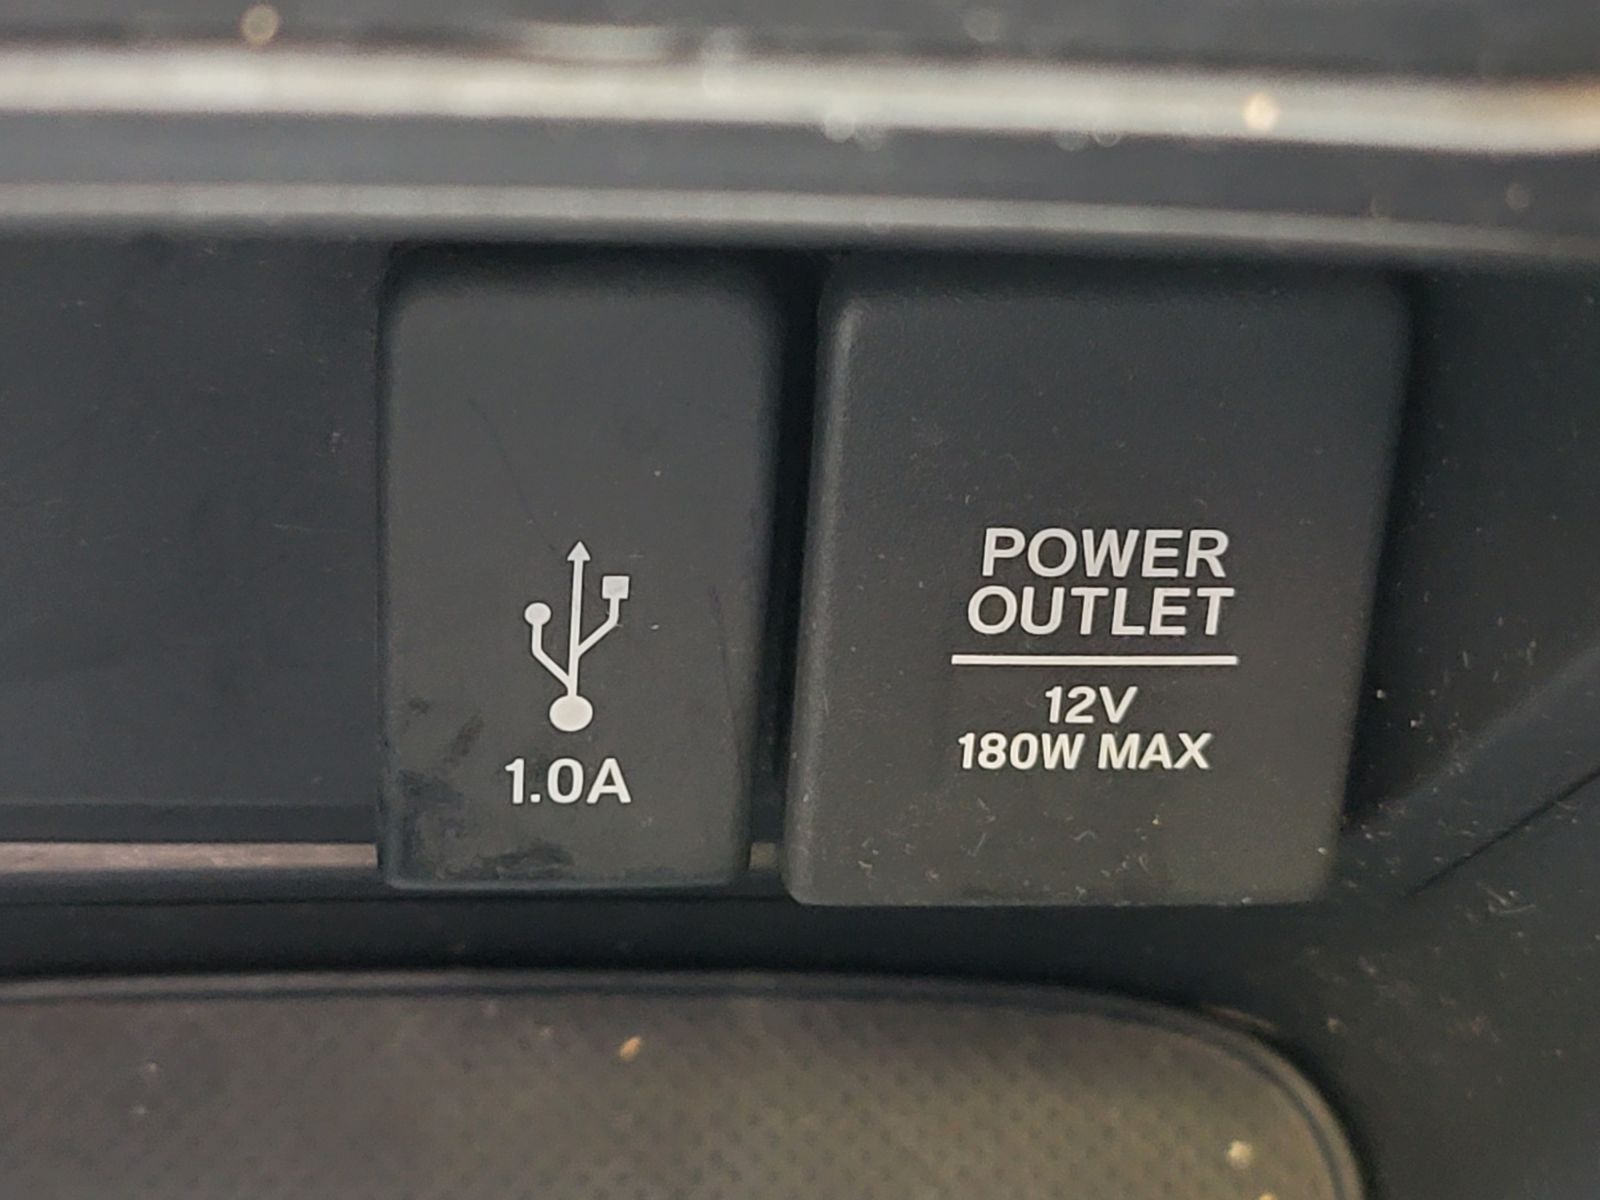 1.0A
POWER
OUTLET
12V
180W MAX